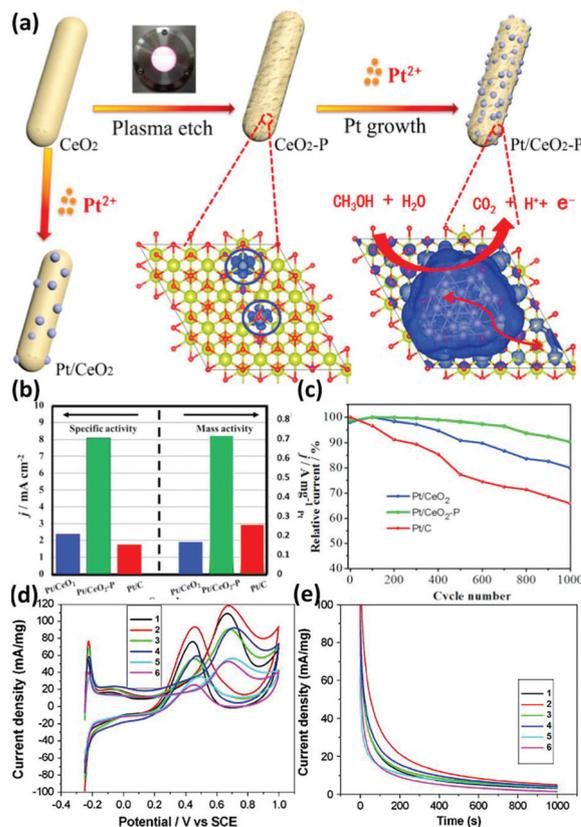 (a)
CeO2
Plasma etch
CeO2-P
Pt2+
Pt growth
Pt/CeO2-P
Pt2+
CH3OH + H2O
CO2 + H+ + e−
Pt/CeO2
(b)
Specific activity
Mass activity
j / mA cm-2
10
9
8
7
6
5
4
3
2
1
0
0.8
0.7
0.6
0.5
0.4
0.3
0.2
0.1
0
j / A mg-1 Pt
Pt/CeO2
Pt/CeO2-P
Pt/C
Pt/CeO2
Pt/CeO2-P
Pt/C
(c)
Relative current / %
100
90
80
70
60
Pt/CeO2
Pt/CeO2-P
Pt/C
0 200 400 600 800 1000
Cycle number
(d)
Current density (mA/mg)
120
100
80
60
40
20
0
-20
-40
-60
-80
-100
1
2
3
4
5
6
-0.4 -0.2 0.0 0.2 0.4 0.6 0.8 1.0
Potential / V vs SCE
(e)
Current density (mA/mg)
100
80
60
40
20
0
1
2
3
4
5
6
0 200 400 600 800 1000
Time (s)